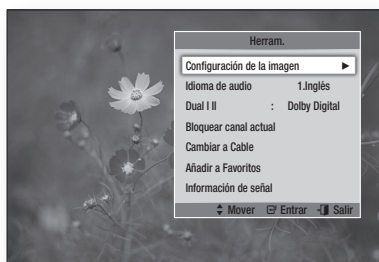 Herram.
Configuración de la imagen ►
Idioma de audio 1.Inglés
Dual I II : Dolby Digital
Bloquear canal actual
Cambiar a Cable
Añadir a Favoritos
Información de señal
Mover Entrar Salir